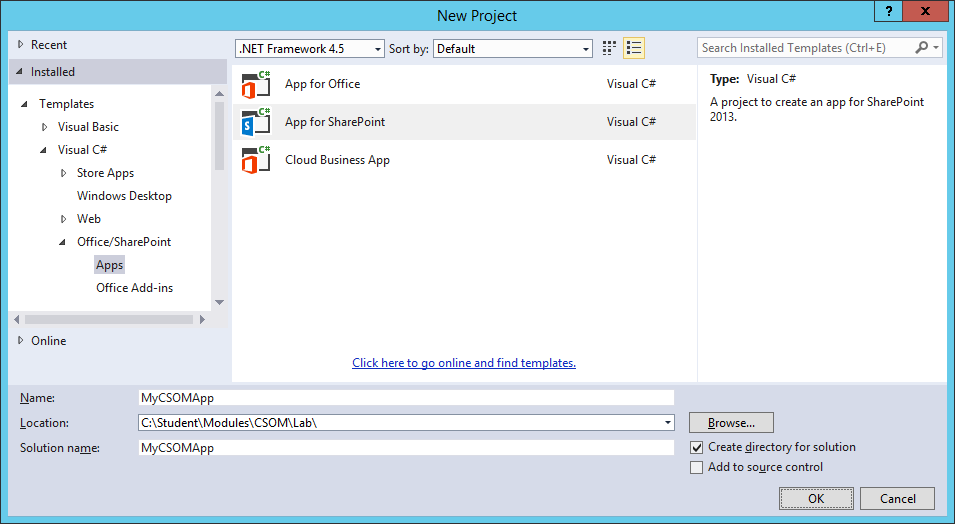 New Project
? x
Recent
Installed
Templates
Visual Basic
Visual C#
Store Apps
Windows Desktop
Web
Office/SharePoint
Apps
Office Add-ins
Online
.NET Framework 4.5 Sort by: Default
C# App for Office Visual C#
C# App for SharePoint Visual C#
C# Cloud Business App Visual C#
Click here to go online and find templates.
Search Installed Templates (Ctrl+E)
Type: Visual C#
A project to create an app for SharePoint
2013.
Name: MyCSOMApp
Location: C:\Student\Modules\CSOM\Lab\ Browse...
Solution name: MyCSOMApp
Create directory for solution
Add to source control
OK Cancel